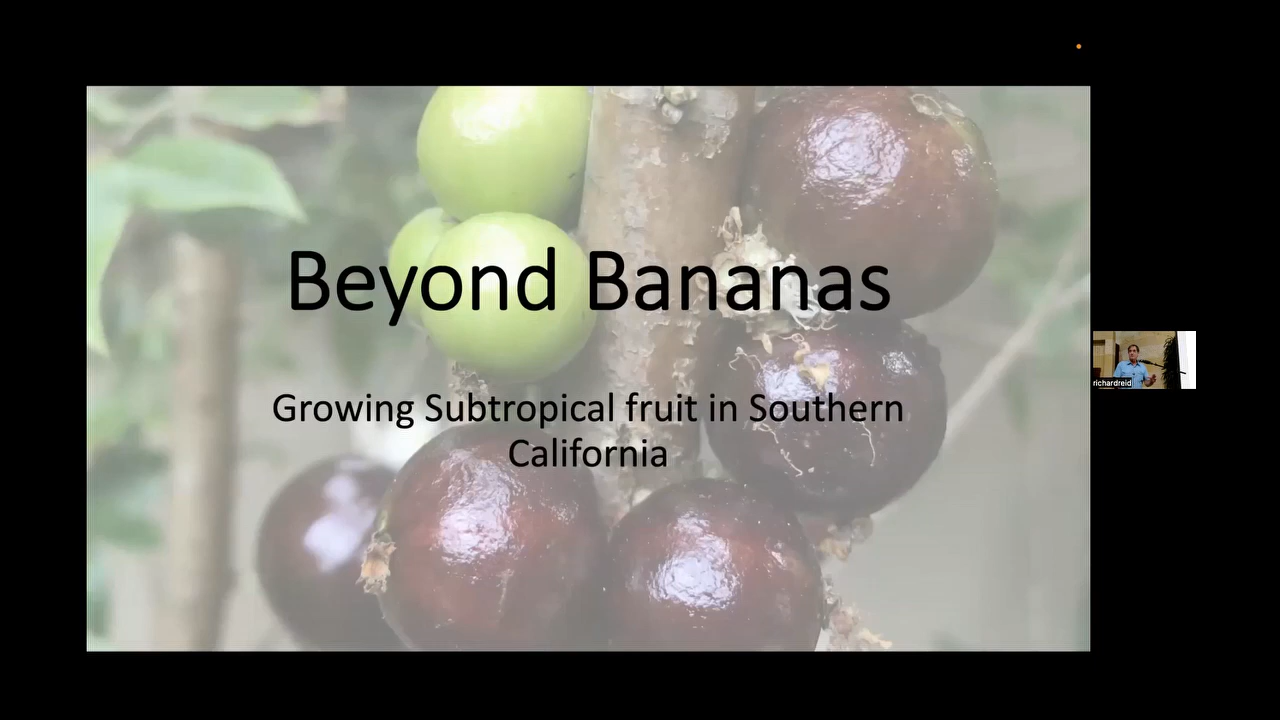 Beyond Bananas
Growing Subtropical fruit in Southern
California
richardreid